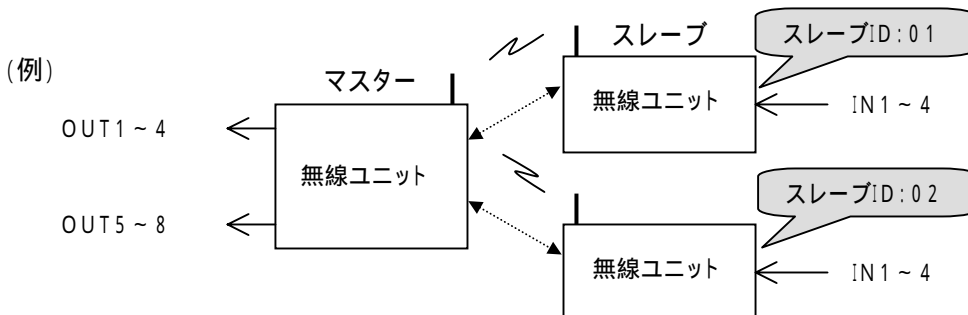 (例)
マスター
無線ユニット
OUT1~4
OUT5~8
スレーブ
無線ユニット
スレーブID:01
IN1~4
無線ユニット
スレーブID:02
IN1~4